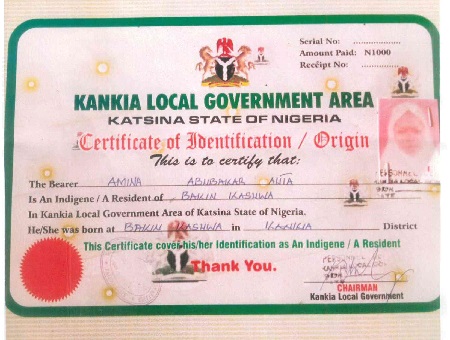 Serial No: ....................
Amount Paid: N1000
Receipt No: ..................
KANKIA LOCAL GOVERNMENT AREA
KATSINA STATE OF NIGERIA
Certificate of Identification / Origin
This is to certify that:
The Bearer AMINA ABUBAKAR AUTA
Is An Indigene / A Resident of BAKIN KASUWA
In Kankia Local Government Area of Katsina State of Nigeria.
He/She was born at BAKIN KASUWA in KANKIA District
This Certificate cover his/her Identification as An Indigene / A Resident
Thank You.
CHAIRMAN
Kankia Local Government